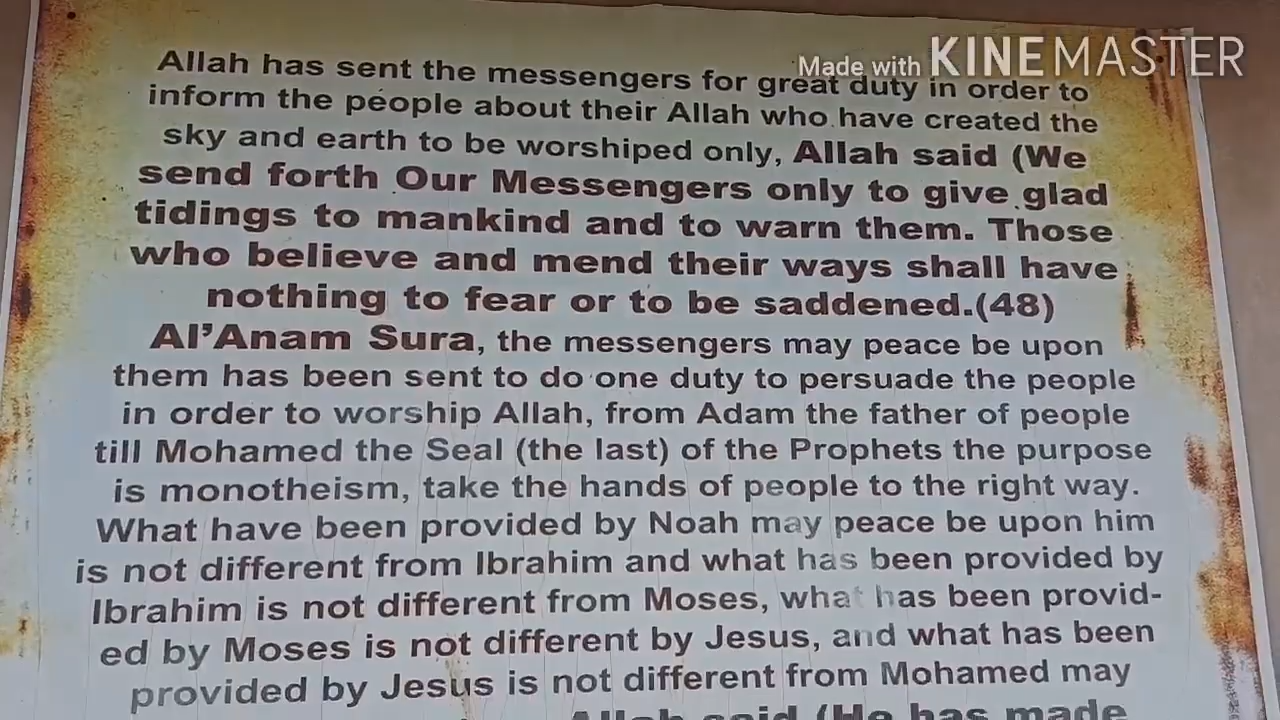 Made with KINEMASTER
Allah has sent the messengers for great duty in order to
inform the people about their Allah who have created the
sky and earth to be worshiped only, Allah said (We
send forth Our Messengers only to give glad
tidings to mankind and to warn them. Those
who believe and mend their ways shall have
nothing to fear or to be saddened.(48)
Al’Anam Sura, the messengers may peace be upon
them has been sent to do one duty to persuade the people
in order to worship Allah, from Adam the father of people
till Mohamed the Seal (the last) of the Prophets the purpose
is monotheism, take the hands of people to the right way.
What have been provided by Noah may peace be upon him
is not different from Ibrahim and what has been provided by
Ibrahim is not different from Moses, what has been provid-
ed by Moses is not different by Jesus, and what has been
provided by Jesus is not different from Mohamed may
Allah said (He has made